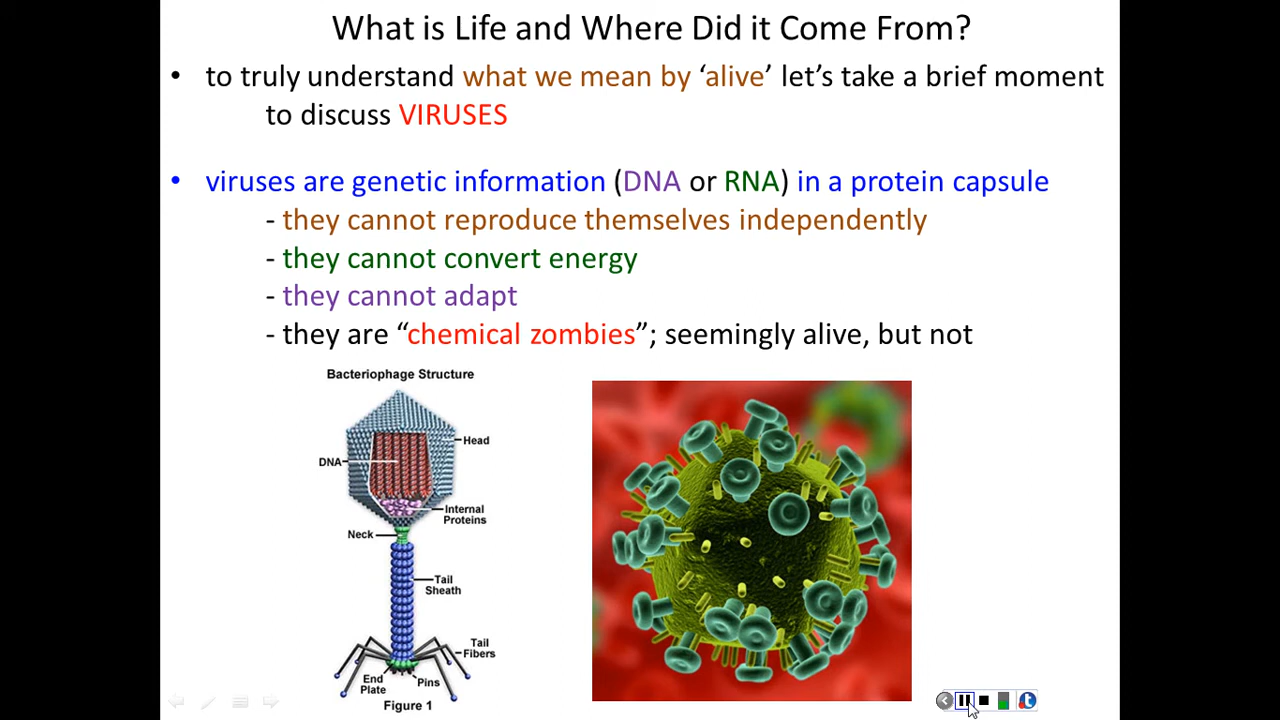 What is Life and Where Did it Come From?
• to truly understand what we mean by ‘alive’ let’s take a brief moment
to discuss VIRUSES
• viruses are genetic information (DNA or RNA) in a protein capsule
- they cannot reproduce themselves independently
- they cannot convert energy
- they cannot adapt
- they are “chemical zombies”; seemingly alive, but not
Bacteriophage Structure
Head
DNA
Internal
Proteins
Neck
Tail
Sheath
Tail
Fibers
End
Plate
Pins
Figure 1